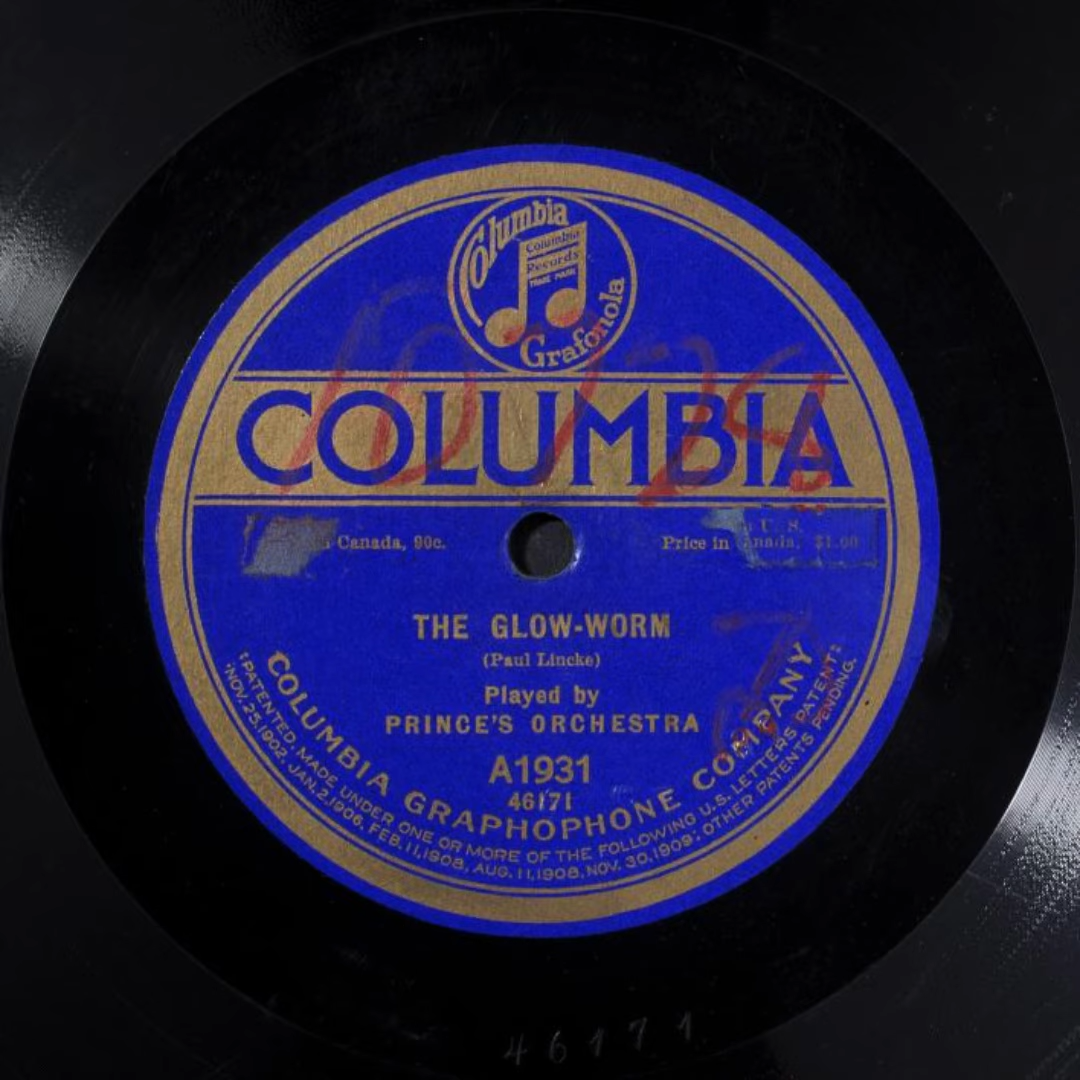 Columbia
Columbia
Records
TRADE MARK
Grafonola
COLUMBIA
Canada, 90c.
U. S.
Price in Canada, $1.00
THE GLOW-WORM
(Paul Lincke)
Played by
PRINCE'S ORCHESTRA
A1931
46171
COLUMBIA GRAPHOPHONE COMPANY
PATENTED: MADE UNDER ONE OR MORE OF THE FOLLOWING U.S. LETTERS PATENT:
NOV. 25, 1902, JAN. 2, 1906, FEB. 11, 1908, AUG. 11, 1908, NOV. 30, 1909: OTHER PATENTS PENDING.
46171